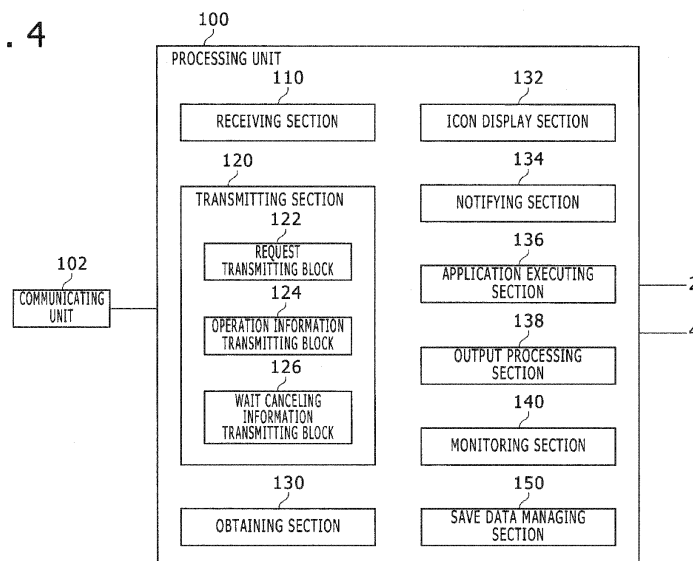 . 4
100
PROCESSING UNIT
110
RECEIVING SECTION
120
TRANSMITTING SECTION
122
REQUEST
TRANSMITTING BLOCK
124
OPERATION INFORMATION
TRANSMITTING BLOCK
126
WAIT CANCELING
INFORMATION
TRANSMITTING BLOCK
130
OBTAINING SECTION
102
COMMUNICATING
UNIT
132
ICON DISPLAY SECTION
134
NOTIFYING SECTION
136
APPLICATION EXECUTING
SECTION
138
OUTPUT PROCESSING
SECTION
140
MONITORING SECTION
150
SAVE DATA MANAGING
SECTION